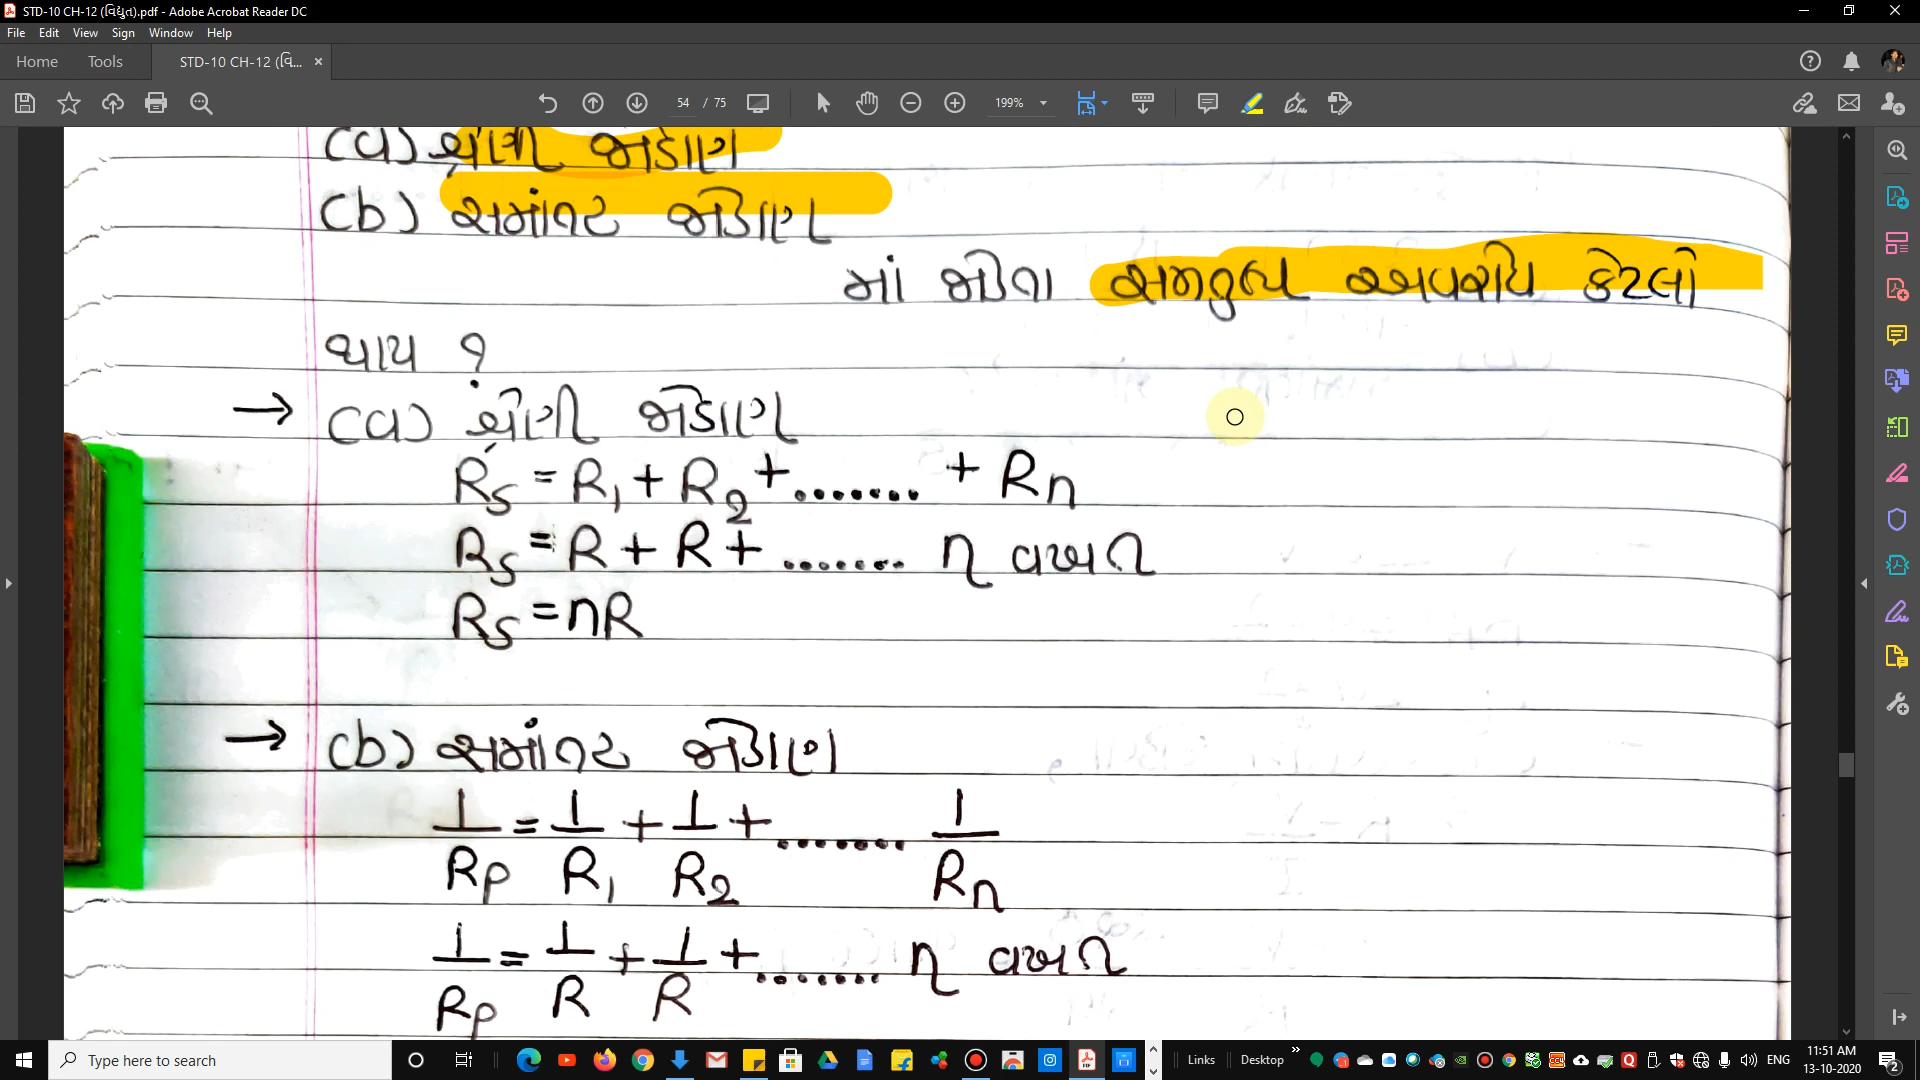 STD-10 CH-12 (વિદ્યુત).pdf - Adobe Acrobat Reader DC
File Edit View Sign Window Help
Home Tools STD-10 CH-12 (વિ... ×
54 / 75 199%
(a) શ્રેણી જોડાણ
(b) સમાંતર જોડાણ
માં જોડતા સમતુલ્ય અવરોધ કેટલો
થાય ?
→ (a) શ્રેણી જોડાણ
Rs = R1 + R2 + ....... + Rn
Rs = R + R + ....... n વખત
Rs = nR
→ (b) સમાંતર જોડાણ
1/Rp = 1/R1 + 1/R2 + ....... 1/Rn
1/Rp = 1/R + 1/R + ....... n વખત
Type here to search Links Desktop » ENG 11:51 AM
13-10-2020 2